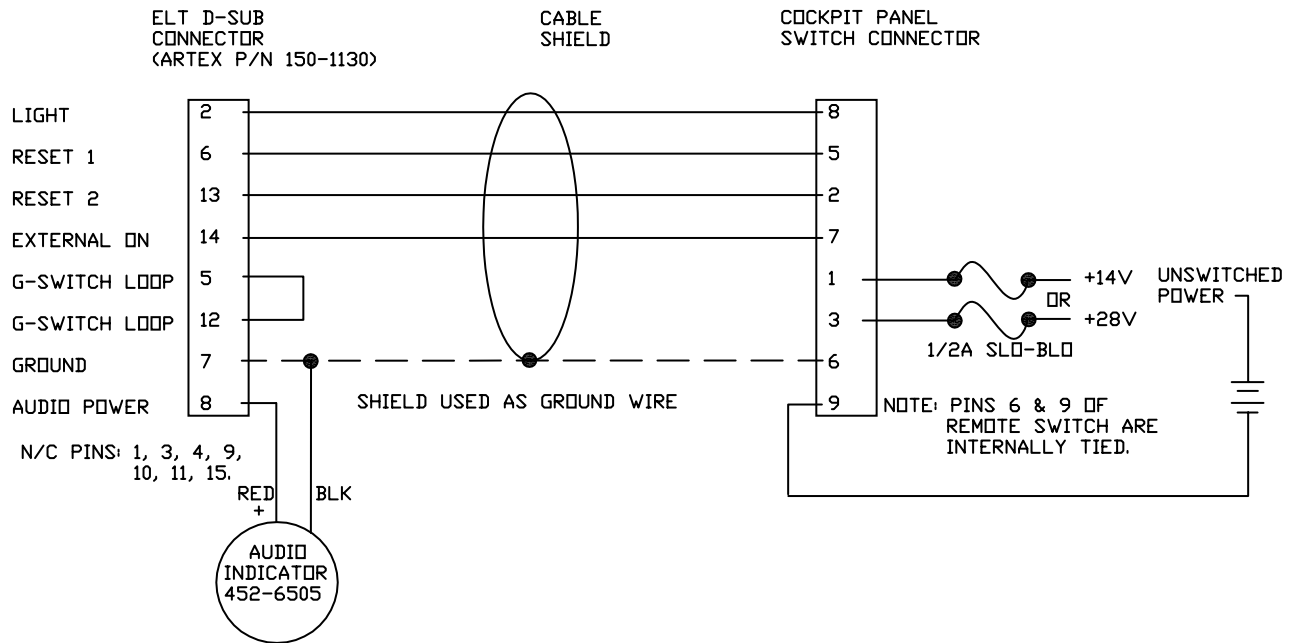 ELT D-SUB
CONNECTOR
(ARTEX P/N 150-1130)
CABLE
SHIELD
COCKPIT PANEL
SWITCH CONNECTOR
LIGHT 2 8
RESET 1 6 5
RESET 2 13 2
EXTERNAL ON 14 7
G-SWITCH LOOP 5 1 +14V
UNSWITCHED
POWER
OR
G-SWITCH LOOP 12 3 +28V
1/2A SLO-BLO
GROUND 7 6
AUDIO POWER 8 9
SHIELD USED AS GROUND WIRE
NOTE: PINS 6 & 9 OF
REMOTE SWITCH ARE
INTERNALLY TIED.
N/C PINS: 1, 3, 4, 9,
10, 11, 15.
RED BLK
+
AUDIO
INDICATOR
452-6505